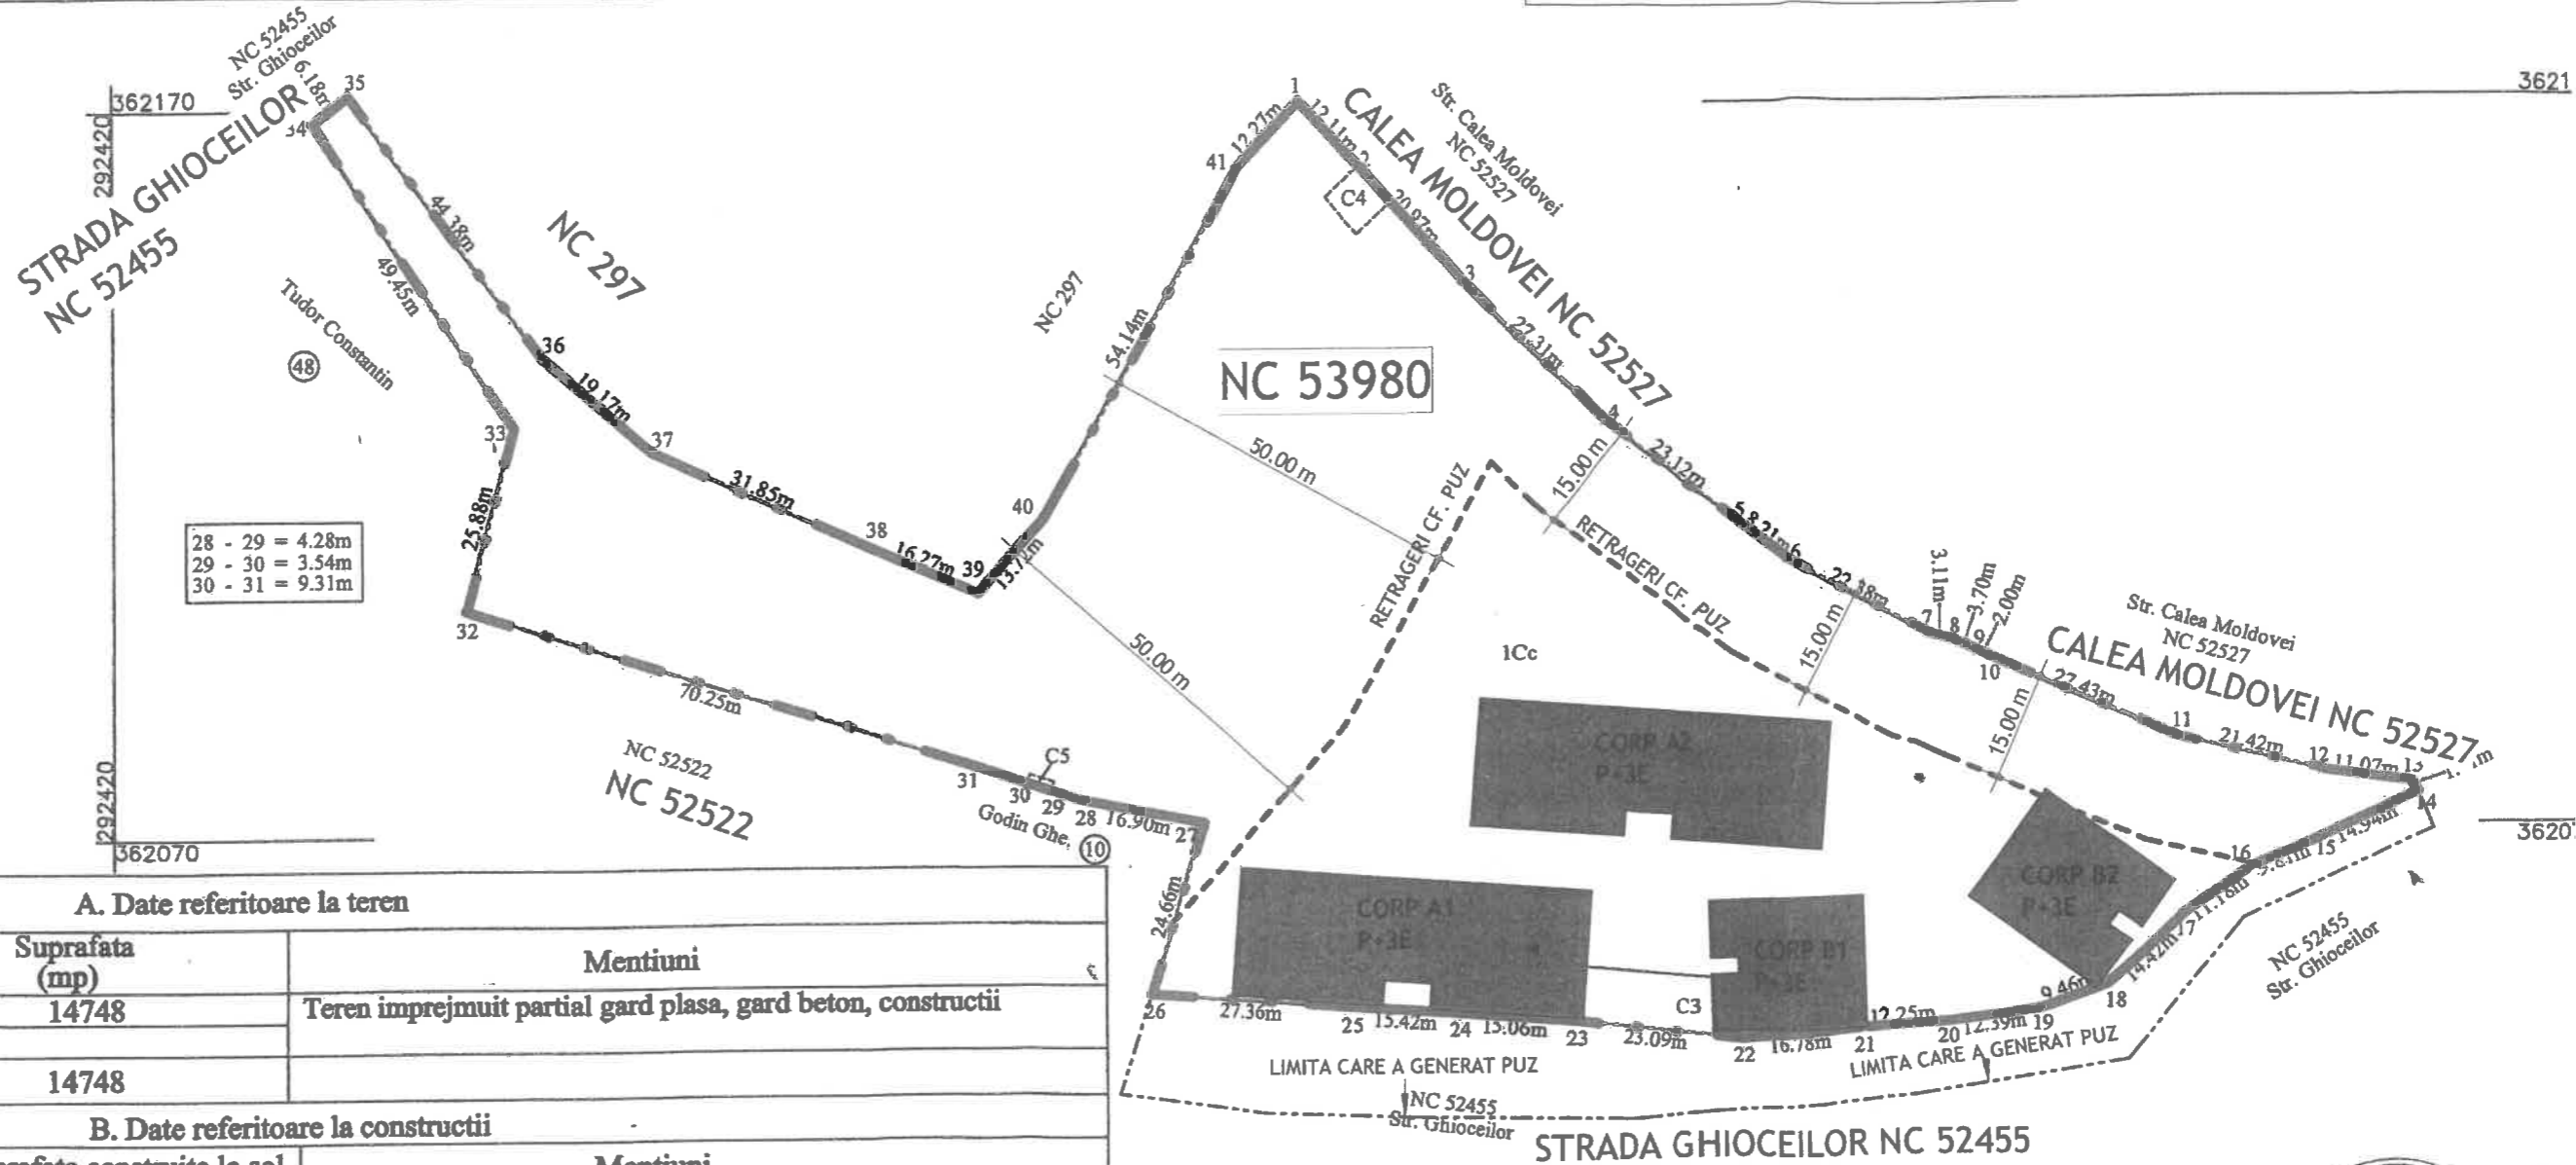 NC 52455
Str. Ghioceilor
6.18m
35
34
362170
292420
STRADA GHIOCEILOR
NC 52455
44.38m
49.45m
NC 297
Tudor Constantin
48
36
19.17m
37
33
31.85m
38
16.27m
39
13.72m
40
25.88m
32
28 - 29 = 4.28m
29 - 30 = 3.54m
30 - 31 = 9.31m
70.25m
NC 52522
NC 52522
31
C5
30
29
28
16.90m
27
Godin Ghe.
10
24.66m
292420
362070
1
12.27m
41
12.11m
C4
CALEA MOLDOVEI NC 52527
Str. Calea Moldovei
NC 52527
3621
20.97m
3
27.31m
4
NC 297
54.14m
NC 53980
50.00 m
50.00 m
RETRAGERI CF. PUZ
RETRAGERI CF. PUZ
15.00 m
23.12m
5
8.21m
6
22.38m
15.00 m
7
3.11m
8
3.70m
9
2.00m
10
27.43m
15.00 m
11
21.42m
12
11.07m
13
14
Str. Calea Moldovei
NC 52527
CALEA MOLDOVEI NC 52527
3620
1Cc
CORP A2
P+3E
CORP A1
P+3E
CORP B1
P+3E
CORP B2
P+3E
14.94m
15
16
11.16m
17
14.42m
18
9.46m
19
12.39m
20
12.25m
21
16.78m
22
C3
23.09m
23
15.06m
24
15.42m
25
27.36m
26
LIMITA CARE A GENERAT PUZ
LIMITA CARE A GENERAT PUZ
NC 52455
Str. Ghioceilor
NC 52455
Str. Ghioceilor
STRADA GHIOCEILOR NC 52455
A. Date referitoare la teren
Suprafata
(mp)
Mentiuni
14748
Teren imprejmuit partial gard plasa, gard beton, constructii
14748
B. Date referitoare la constructii
construita la sol
Mentiuni